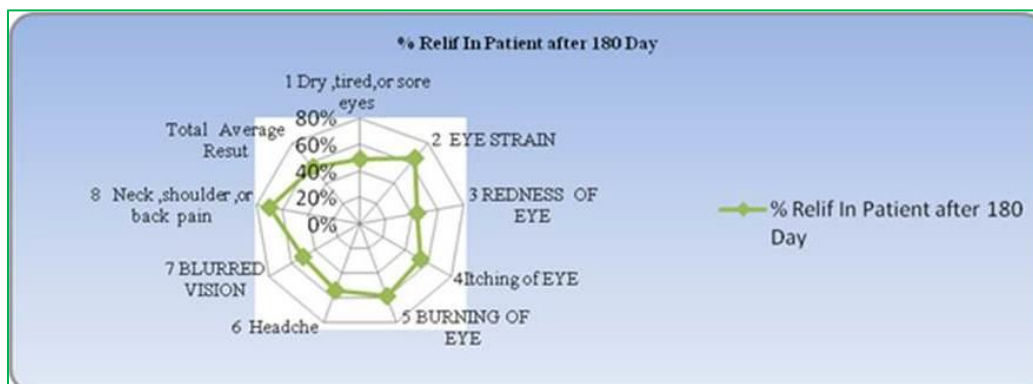 % Relif In Patient after 180 Day
1 Dry ,tired,or sore
eyes
80%
60%
40%
20%
0%
2 EYE STRAIN
3 REDNESS OF
EYE
4Itching of EYE
5 BURNING OF
EYE
6 Headche
7 BLURRED
VISION
8 Neck ,shoulder ,or
back pain
Total Average
Resut
% Relif In Patient after 180
Day